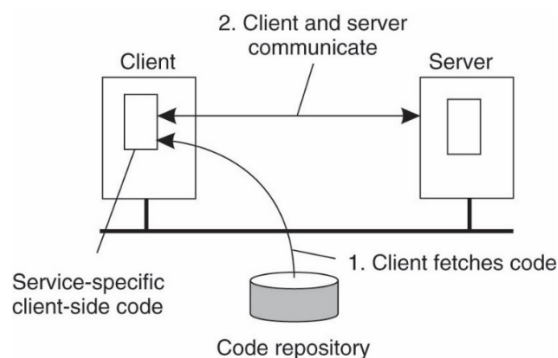 2. Client and server
communicate
Client
Server
1. Client fetches code
Service-specific
client-side code
Code repository